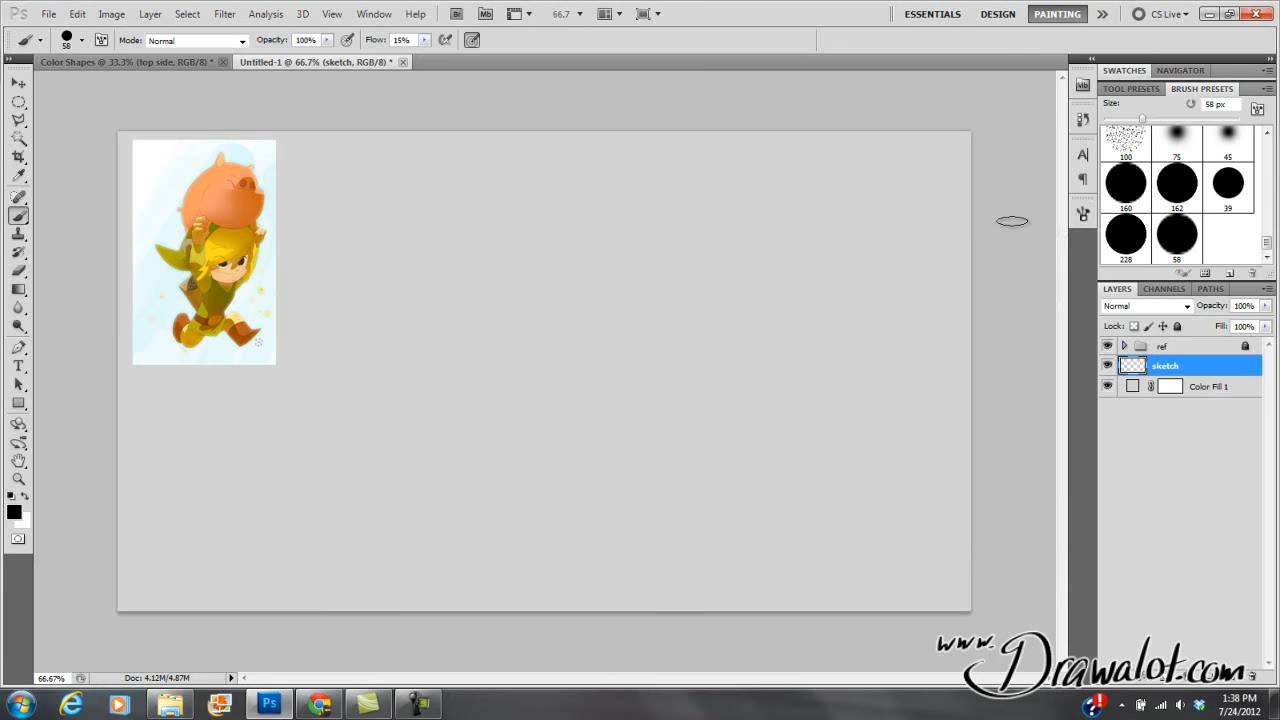 Ps File Edit Image Layer Select Filter Analysis 3D View Window Help Br Mb 66.7 ESSENTIALS DESIGN PAINTING CS Live
58 Mode: Normal Opacity: 100% Flow: 15%
Color Shapes @ 33.3% (top side, RGB/8) * Untitled-1 @ 66.7% (sketch, RGB/8) *
SWATCHES NAVIGATOR
TOOL PRESETS BRUSH PRESETS
Size: 58 px
100 75 45
160 162 39
228 58
LAYERS CHANNELS PATHS
Normal Opacity: 100%
Lock: Fill: 100%
ref
sketch
Color Fill 1
66.67% Doc: 4.12M/4.87M
www.Drawalot.com
1:38 PM
7/24/2012